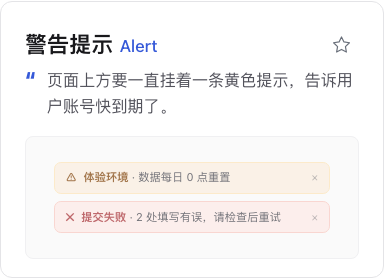 警告提示 Alert
“ 页面上方要一直挂着一条黄色提示，告诉用
户账号快到期了。
体验环境 · 数据每日 0 点重置 ×
提交失败 · 2 处填写有误，请检查后重试 ×